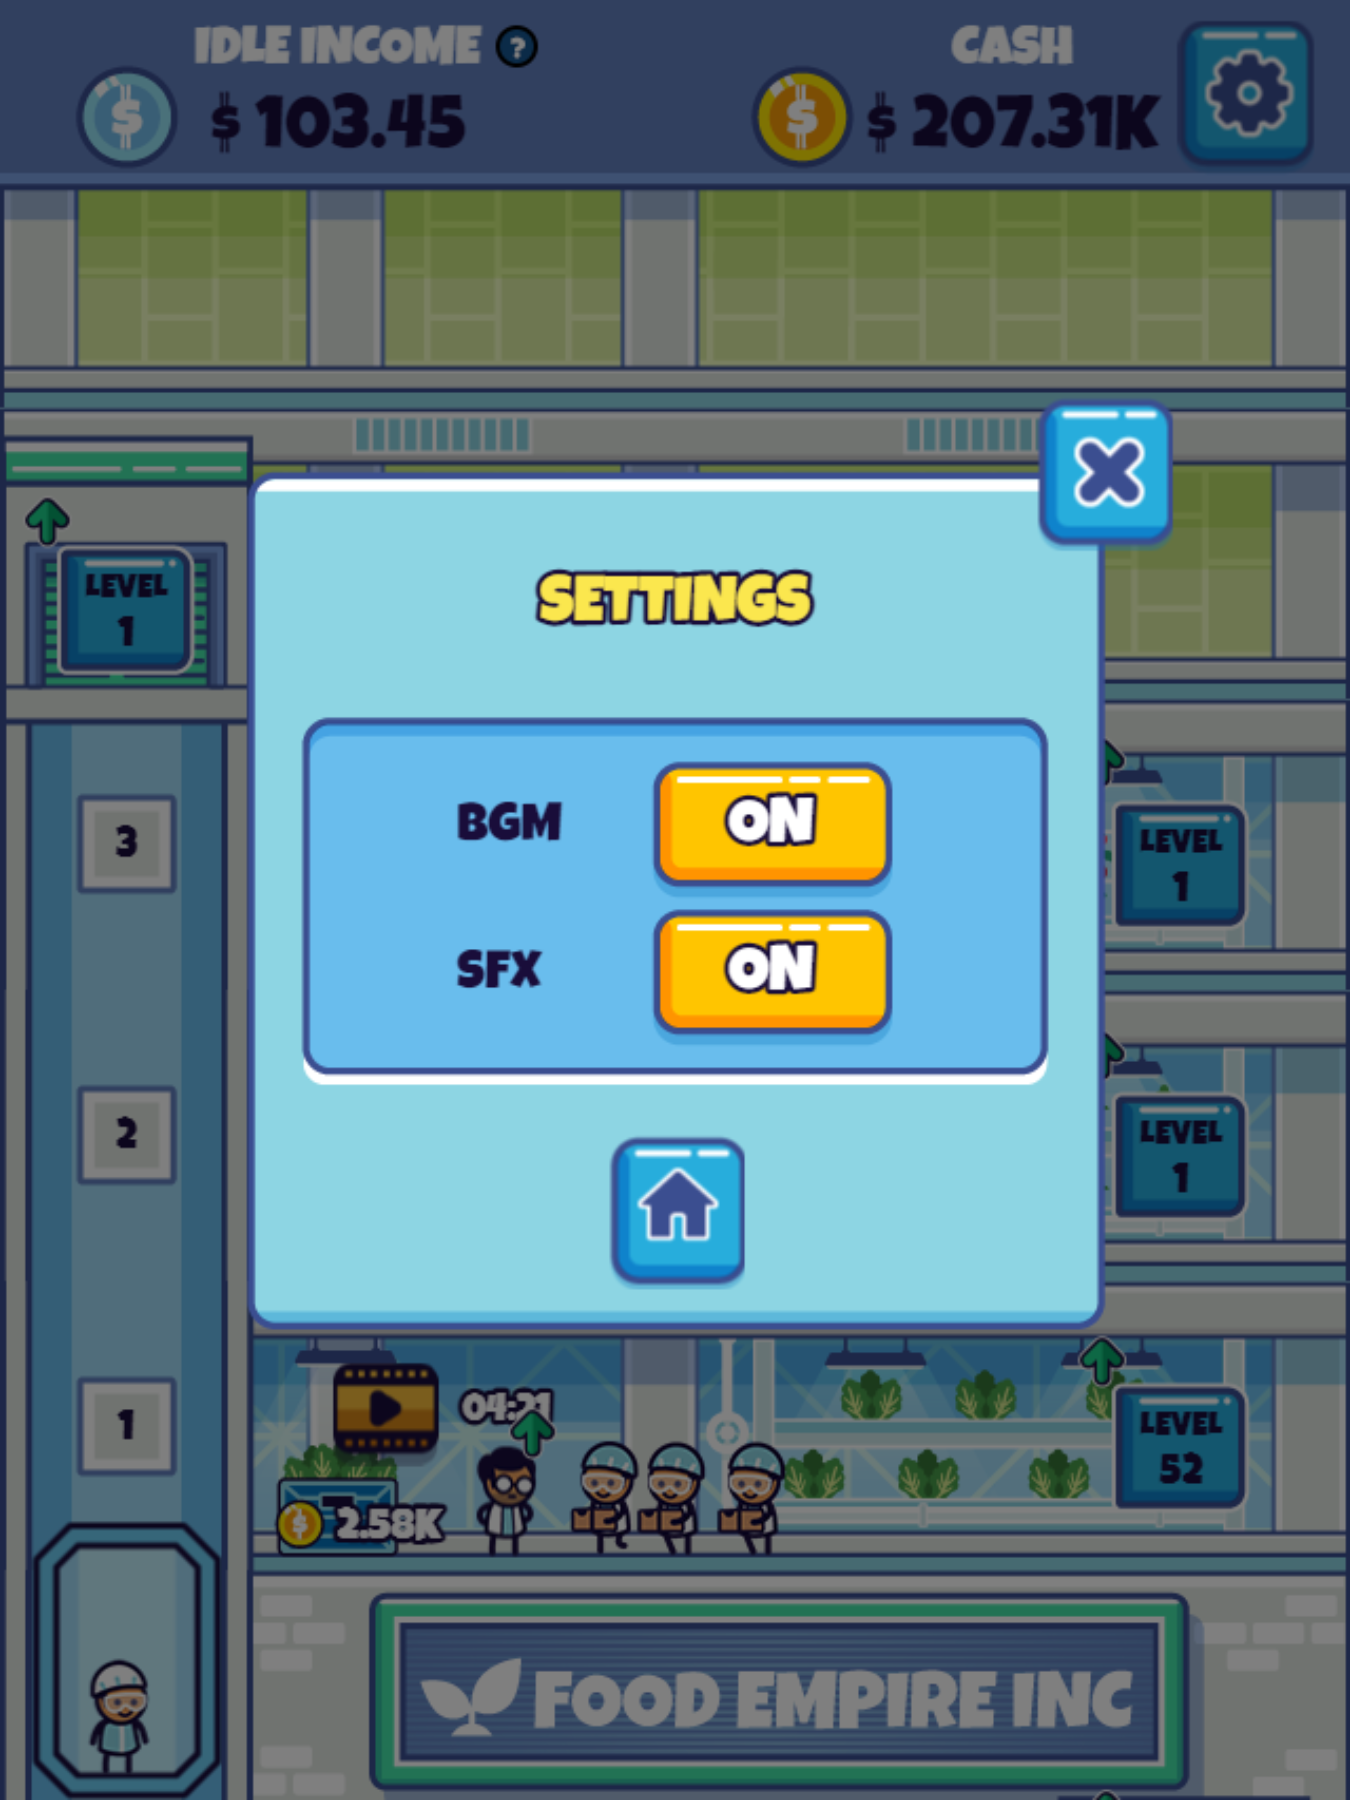 IDLE INCOME ?
$ 103.45
CASH
$ 207.31K
LEVEL
1
SETTINGS
BGM ON
SFX ON
3
2
1
LEVEL
1
LEVEL
1
LEVEL
52
04:21
2.58K
FOOD EMPIRE INC